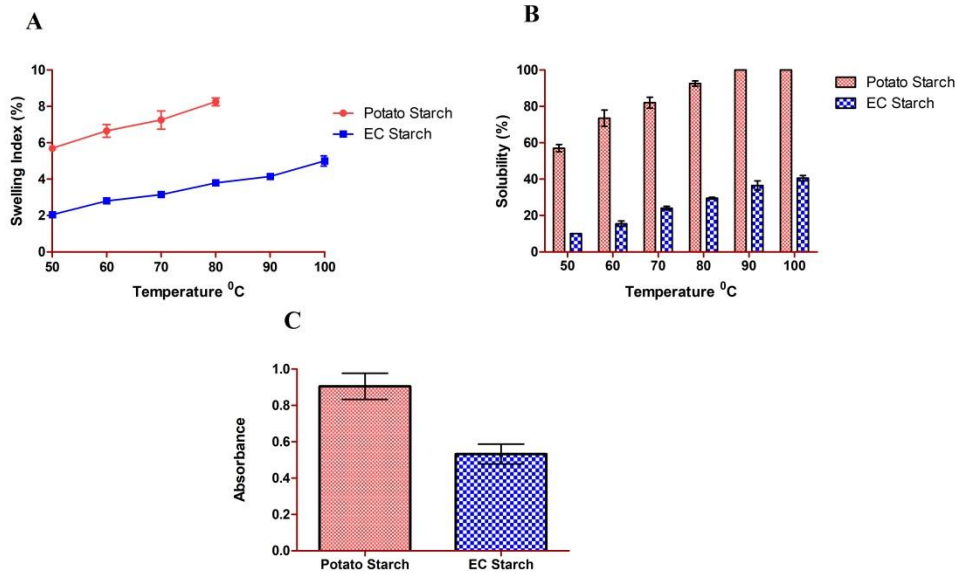 A
Swelling Index (%)
10
8
6
4
2
0
50 60 70 80 90 100
Temperature ⁰C
Potato Starch
EC Starch
B
Solubility (%)
100
80
60
40
20
0
50 60 70 80 90 100
Temperature ⁰C
Potato Starch
EC Starch
C
Absorbance
1.0
0.8
0.6
0.4
0.2
0.0
Potato Starch EC Starch